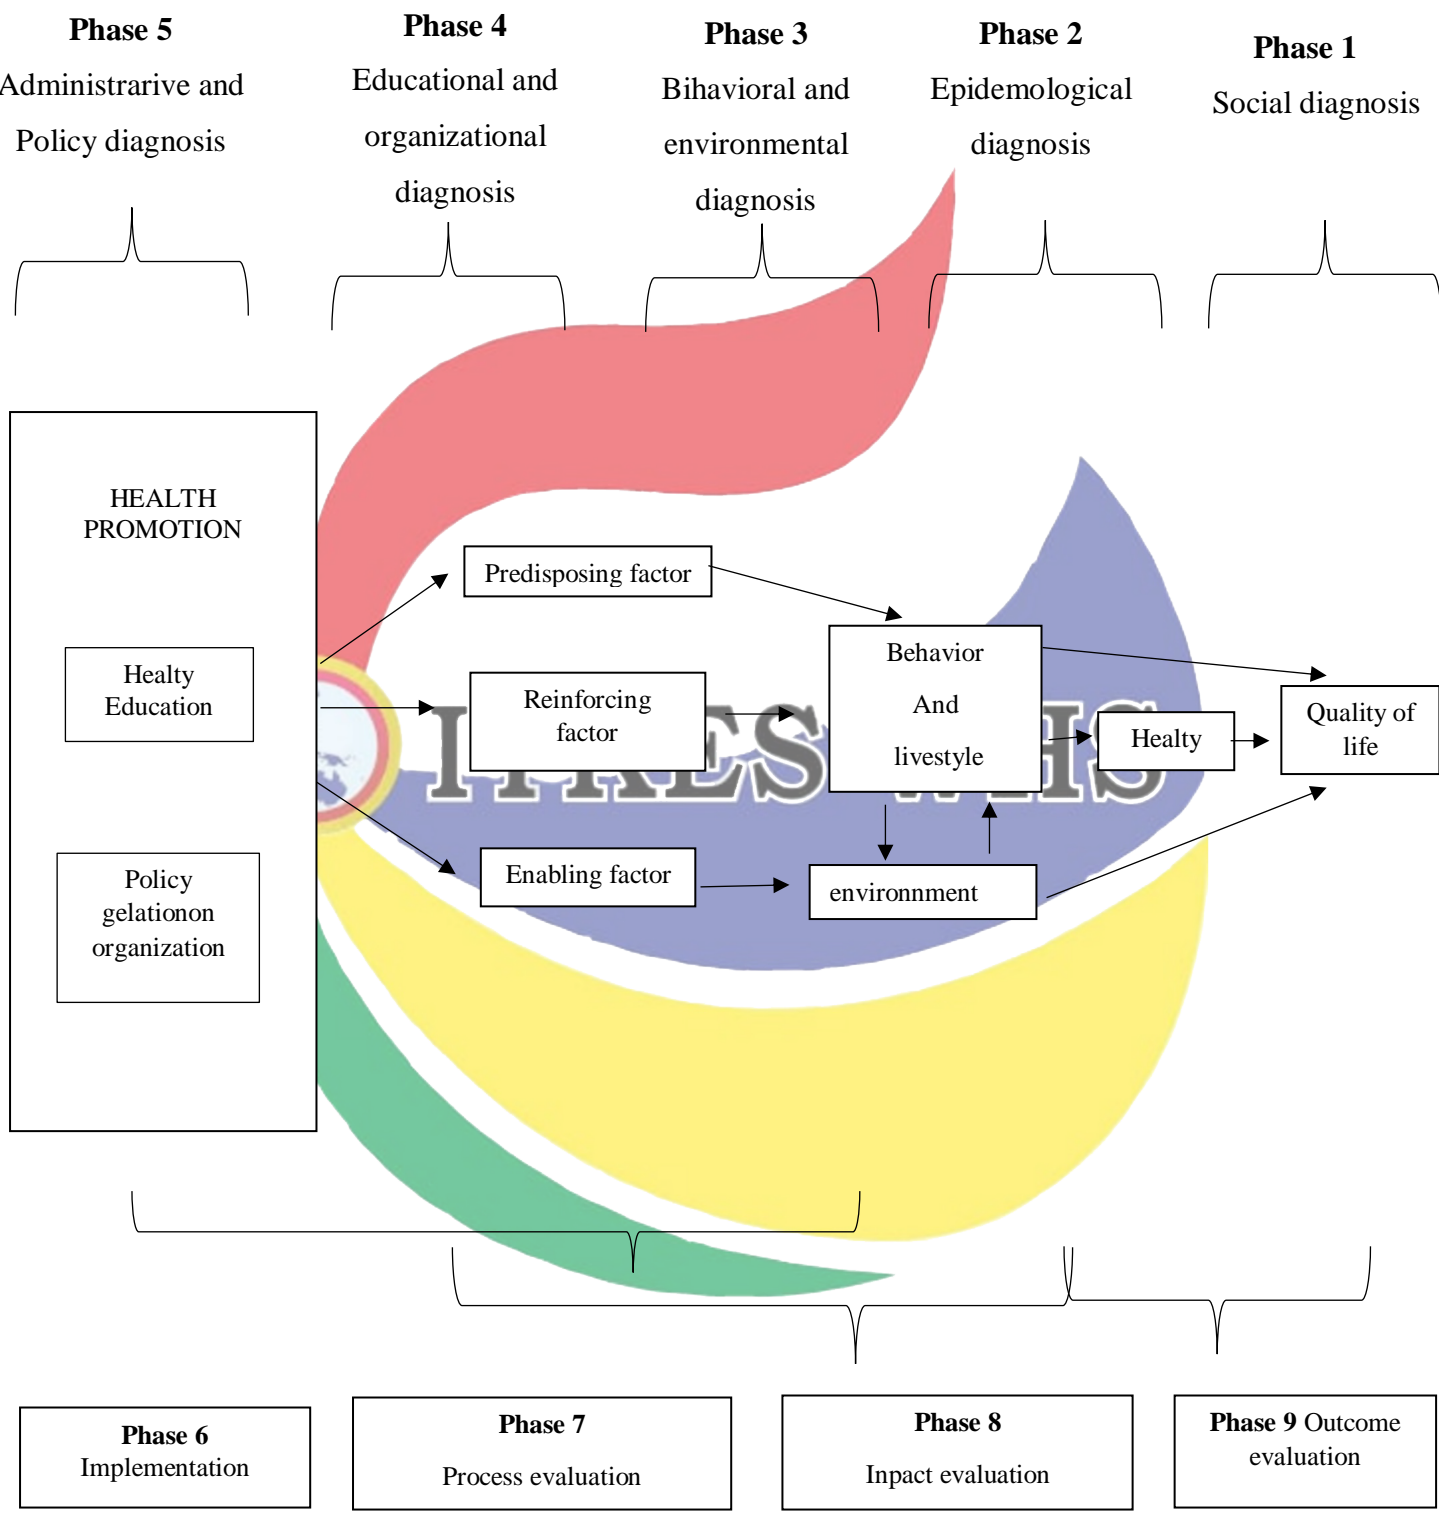 Phase 5
Administrarive and
Policy diagnosis
Phase 4
Educational and
organizational
diagnosis
Phase 3
Bihavioral and
environmental
diagnosis
Phase 2
Epidemological
diagnosis
Phase 1
Social diagnosis
HEALTH
PROMOTION
Healty
Education
Policy
gelationon
organization
Predisposing factor
Reinforcing
factor
Enabling factor
Behavior
And
livestyle
environnment
Healty
Quality of
life
Phase 6
Implementation
Phase 7
Process evaluation
Phase 8
Inpact evaluation
Phase 9 Outcome
evaluation